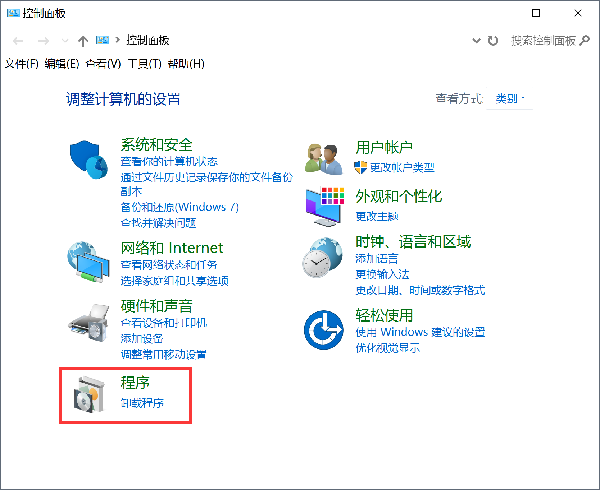 控制面板
控制面板
搜索控制面板
文件(F) 编辑(E) 查看(V) 工具(T) 帮助(H)
调整计算机的设置
查看方式:
类别
系统和安全
查看你的计算机状态
通过文件历史记录保存你的文件备份
副本
备份和还原(Windows 7)
查找并解决问题
网络和 Internet
查看网络状态和任务
选择家庭组和共享选项
硬件和声音
查看设备和打印机
添加设备
调整常用移动设置
程序
卸载程序
用户帐户
更改帐户类型
外观和个性化
更改主题
时钟、语言和区域
添加语言
更换输入法
更改日期、时间或数字格式
轻松使用
使用 Windows 建议的设置
优化视觉显示